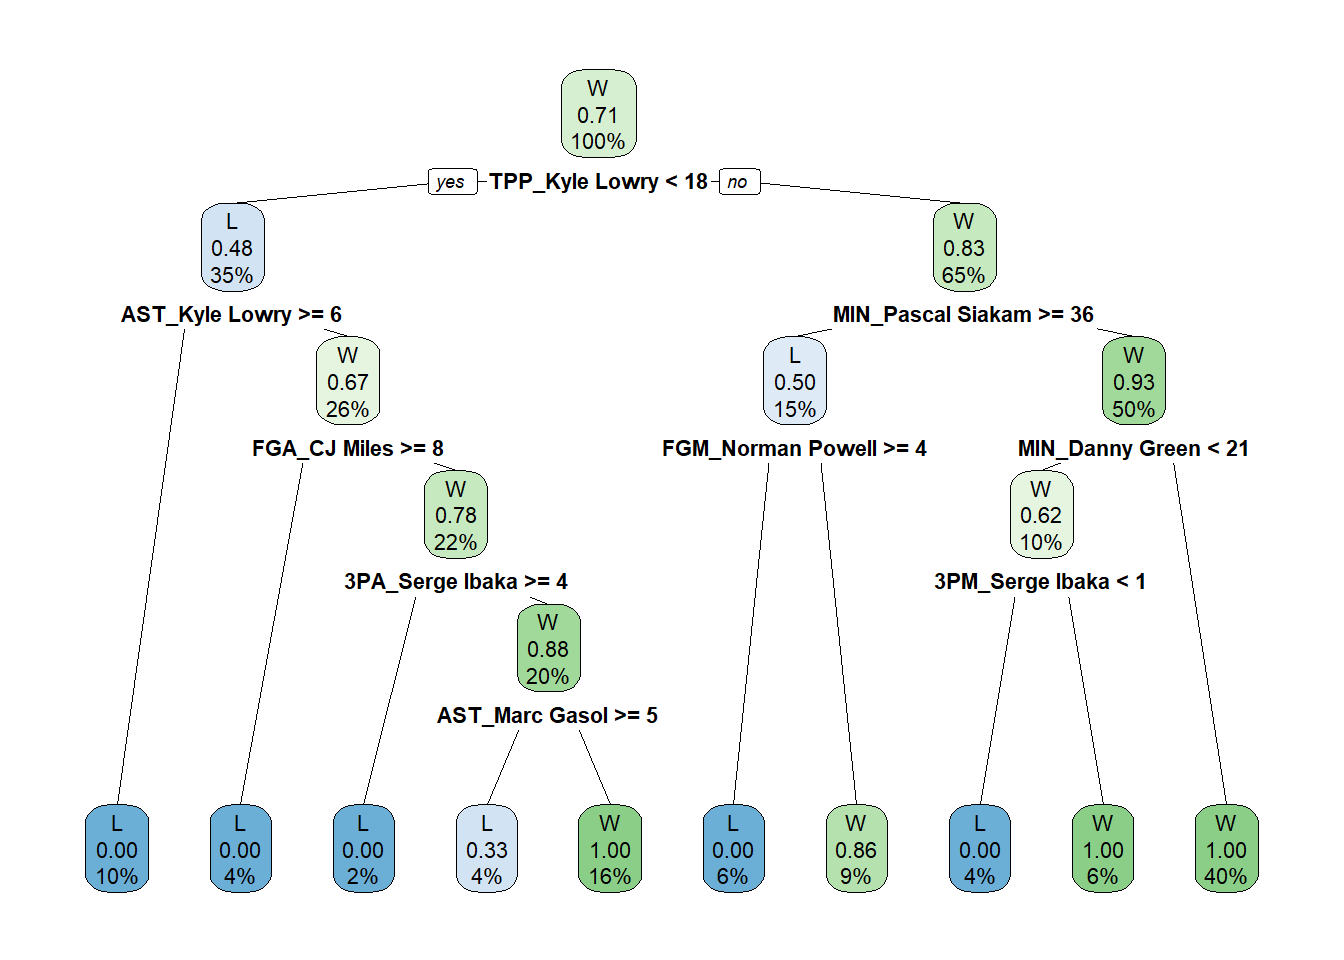 W
0.71
100%
yes
TPP_Kyle Lowry < 18
no
L
0.48
35%
W
0.83
65%
AST_Kyle Lowry >= 6
MIN_Pascal Siakam >= 36
W
0.67
26%
L
0.50
15%
W
0.93
50%
FGA_CJ Miles >= 8
FGM_Norman Powell >= 4
MIN_Danny Green < 21
W
0.78
22%
W
0.62
10%
3PA_Serge Ibaka >= 4
3PM_Serge Ibaka < 1
W
0.88
20%
AST_Marc Gasol >= 5
L
0.00
10%
L
0.00
4%
L
0.00
2%
L
0.33
4%
W
1.00
16%
L
0.00
6%
W
0.86
9%
L
0.00
4%
W
1.00
6%
W
1.00
40%